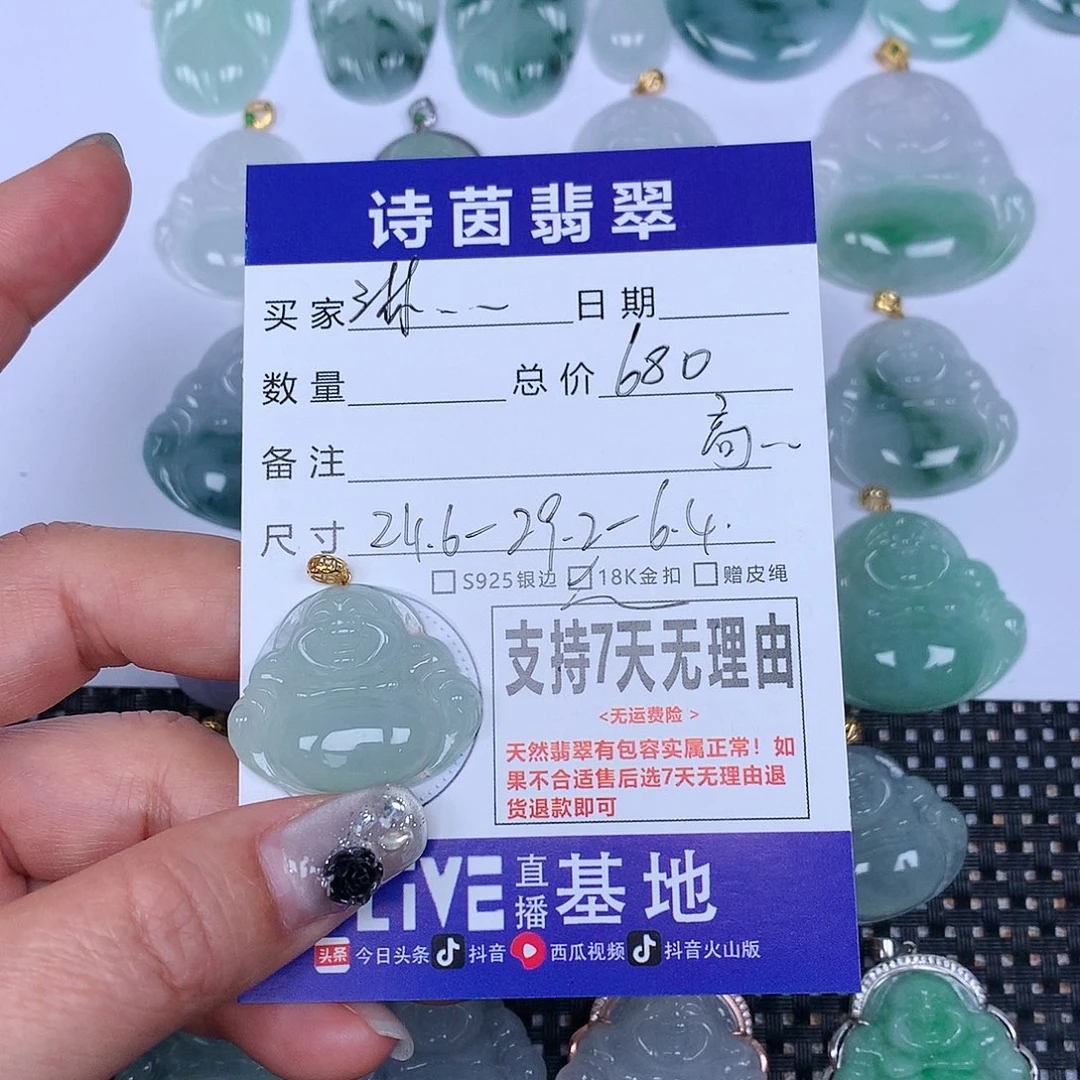 诗茵翡翠
买家 淋 日期
数量 总价 680
备注
尺寸 24.6-29.2-6.4.
S925银边 18K金扣 赠皮绳
支持7天无理由
<无运费险>
天然翡翠有包容实属正常!如
果不合适售后选7天无理由退
货退款即可
LIVE 直播 基地
头条 今日头条 抖音 西瓜视频 抖音火山版